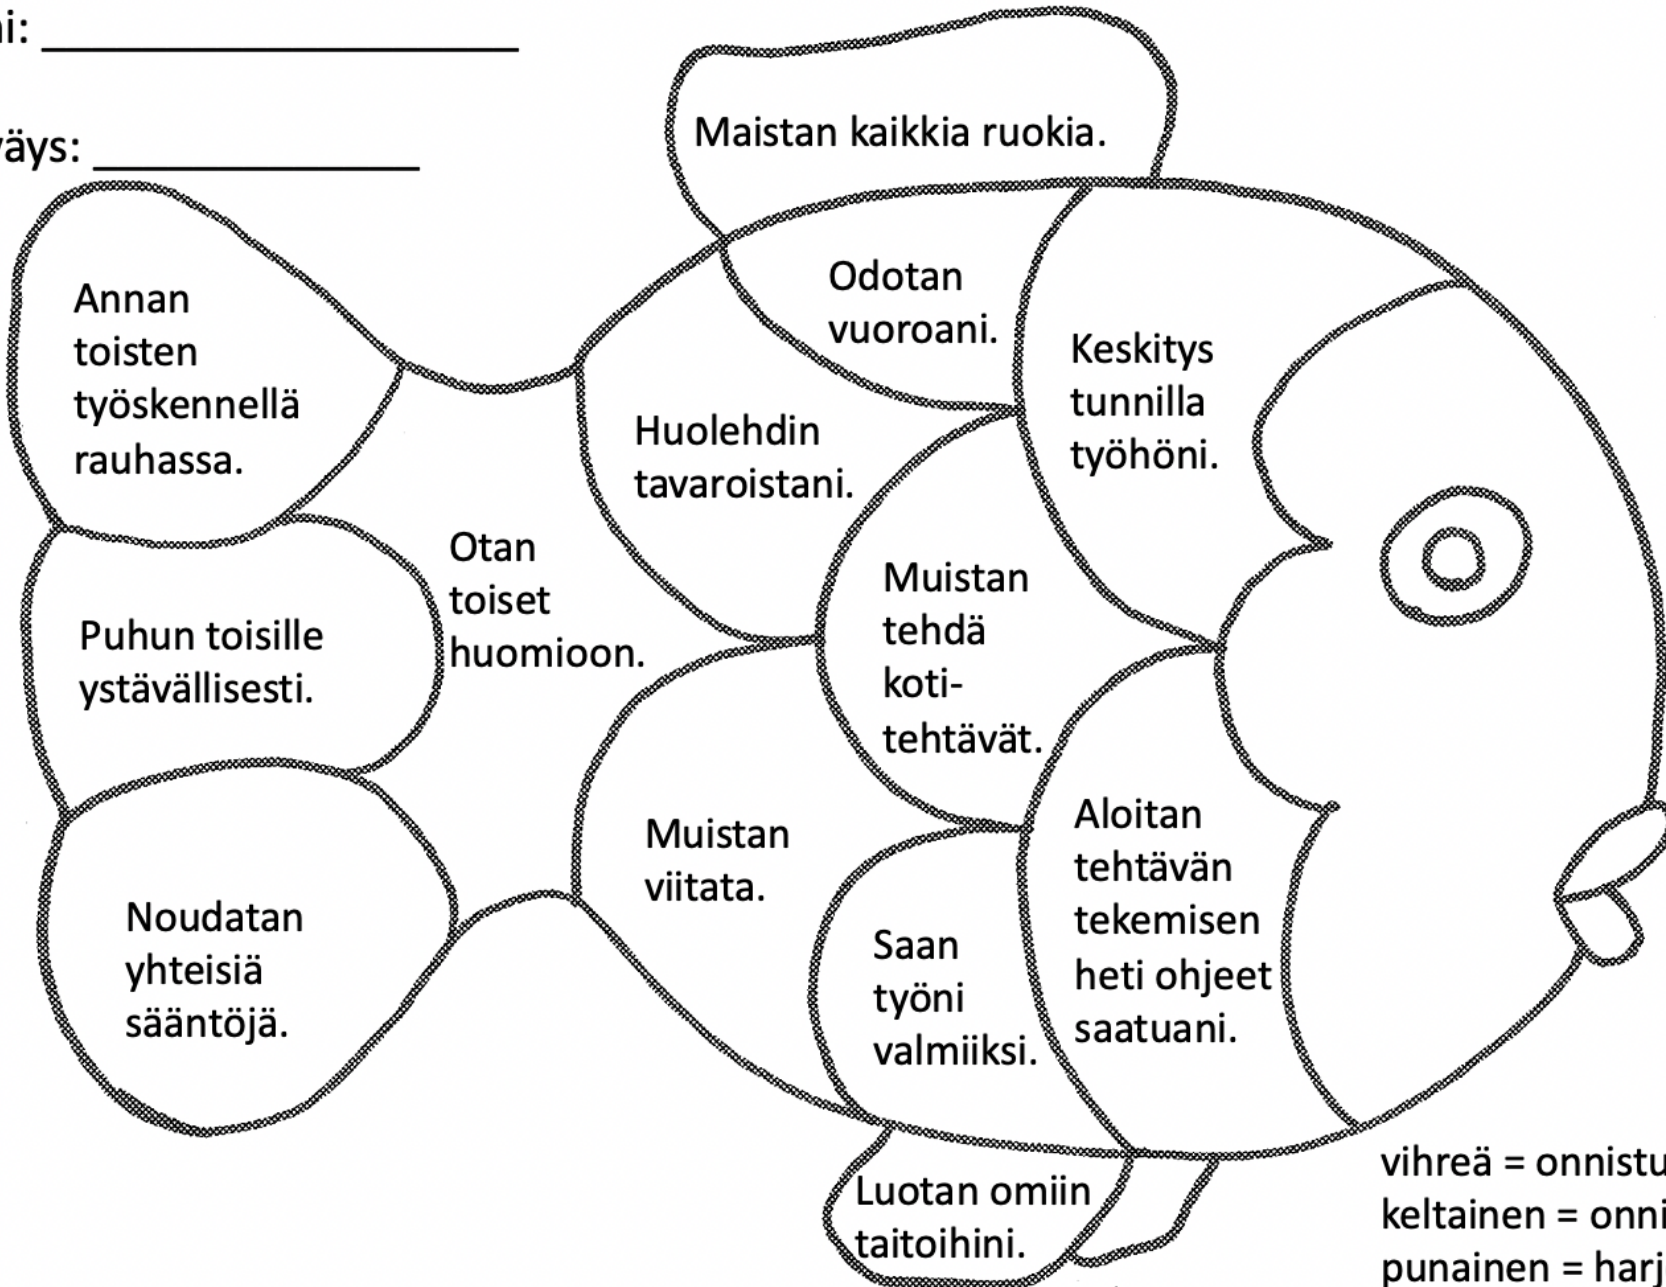 ni:
väys:
Maistan kaikkia ruokia.
Annan
toisten
työskennellä
rauhassa.
Odotan
vuoroani.
Keskitys
tunnilla
työhöni.
Huolehdin
tavaroistani.
Otan
toiset
huomioon.
Muistan
tehdä
koti-
tehtävät.
Puhun toisille
ystävällisesti.
Muistan
viitata.
Aloitan
tehtävän
tekemisen
heti ohjeet
saatuani.
Noudatan
yhteisiä
sääntöjä.
Saan
työni
valmiiksi.
Luotan omiin
taitoihini.
vihreä = onnistu
keltainen = onni
punainen = harj